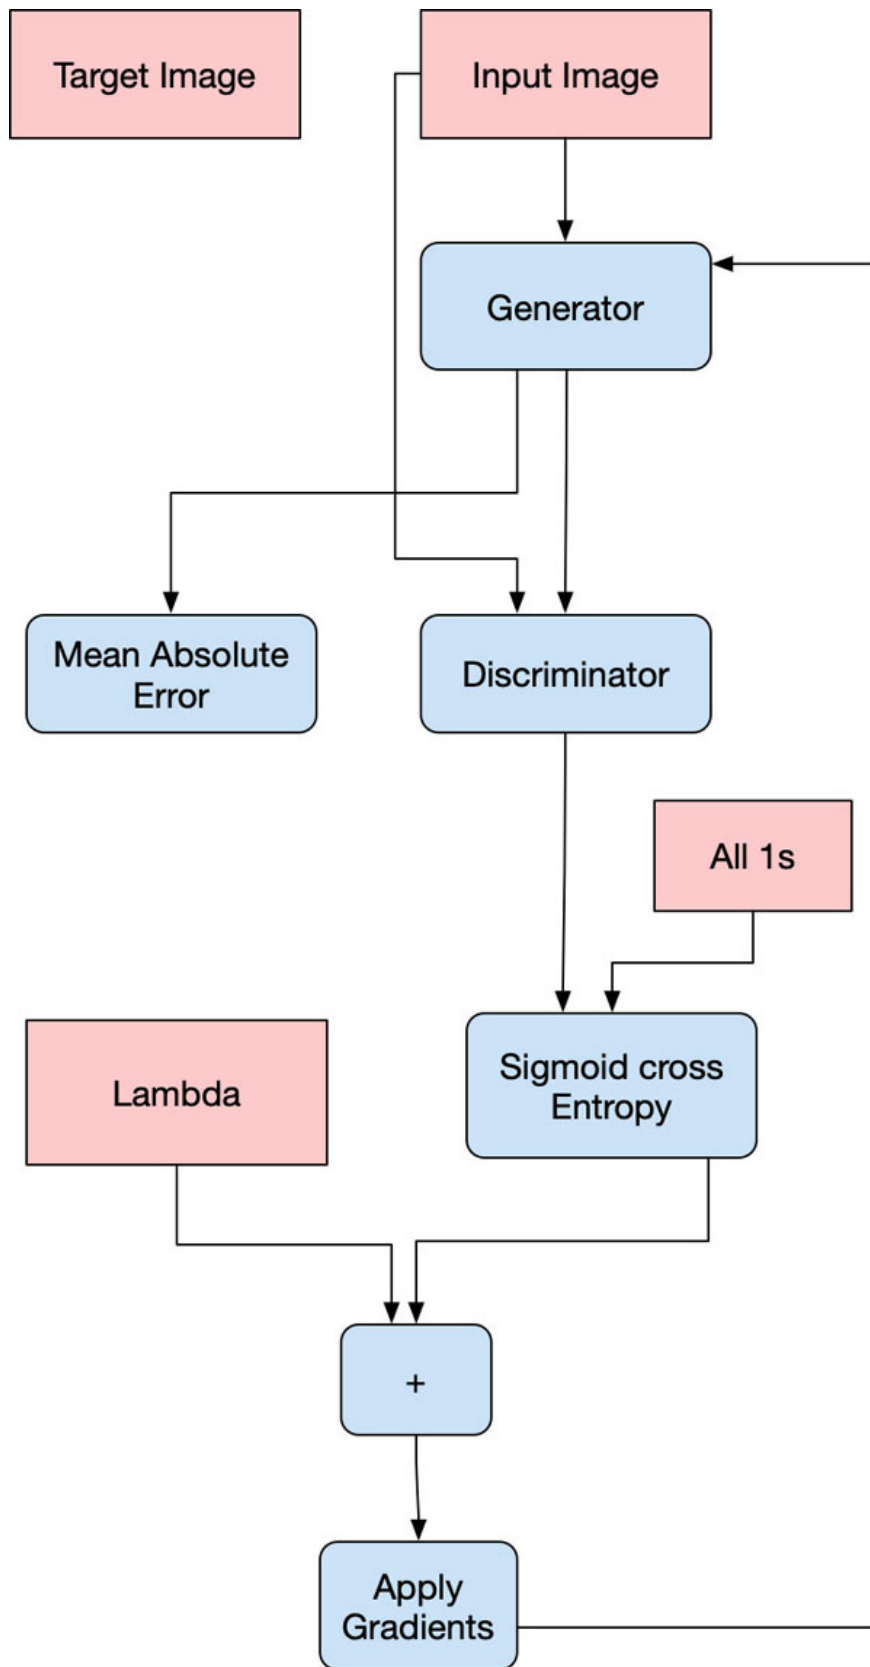 Target Image
Input Image
Generator
Mean Absolute
Error
Discriminator
All 1s
Sigmoid cross
Entropy
Lambda
+
Apply
Gradients